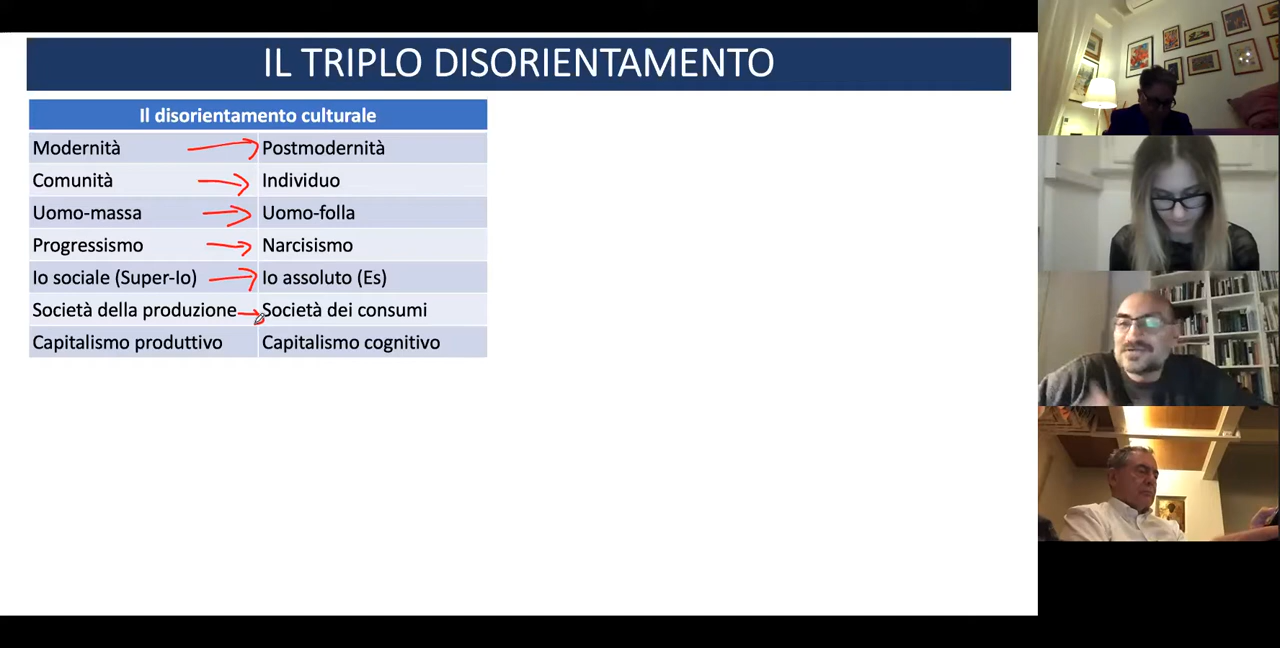 IL TRIPLO DISORIENTAMENTO
Il disorientamento culturale
Modernità Postmodernità
Comunità Individuo
Uomo-massa Uomo-folla
Progressismo Narcisismo
Io sociale (Super-Io) Io assoluto (Es)
Società della produzione Società dei consumi
Capitalismo produttivo Capitalismo cognitivo